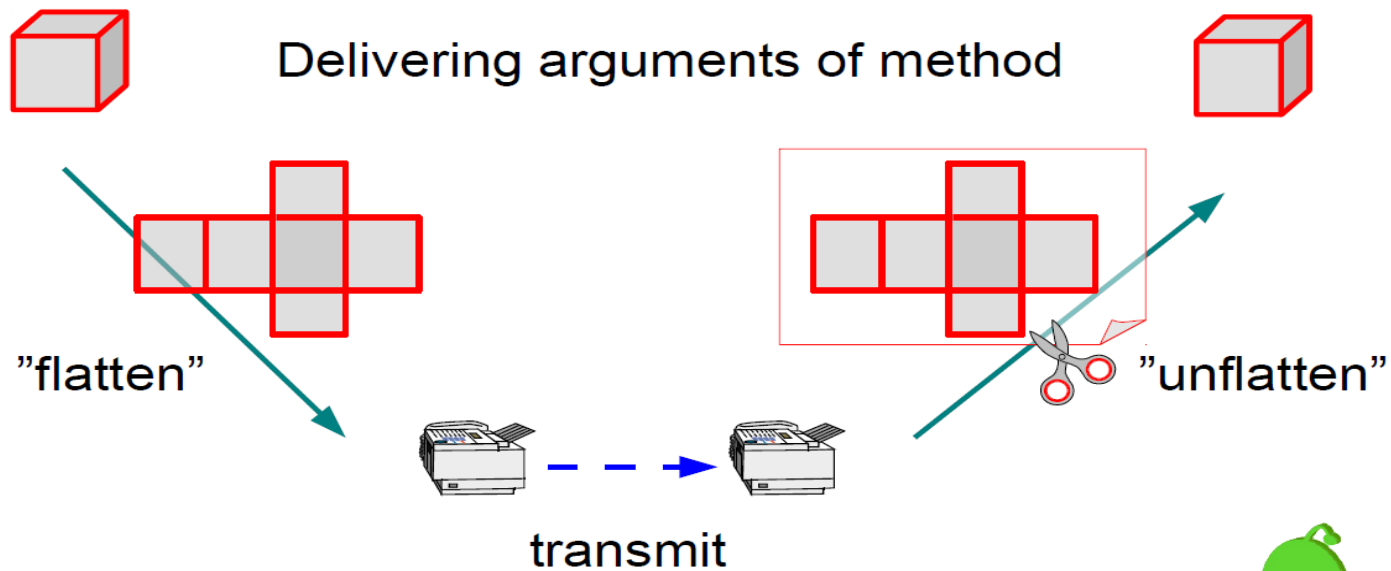 Delivering arguments of method
”flatten”
”unflatten”
transmit